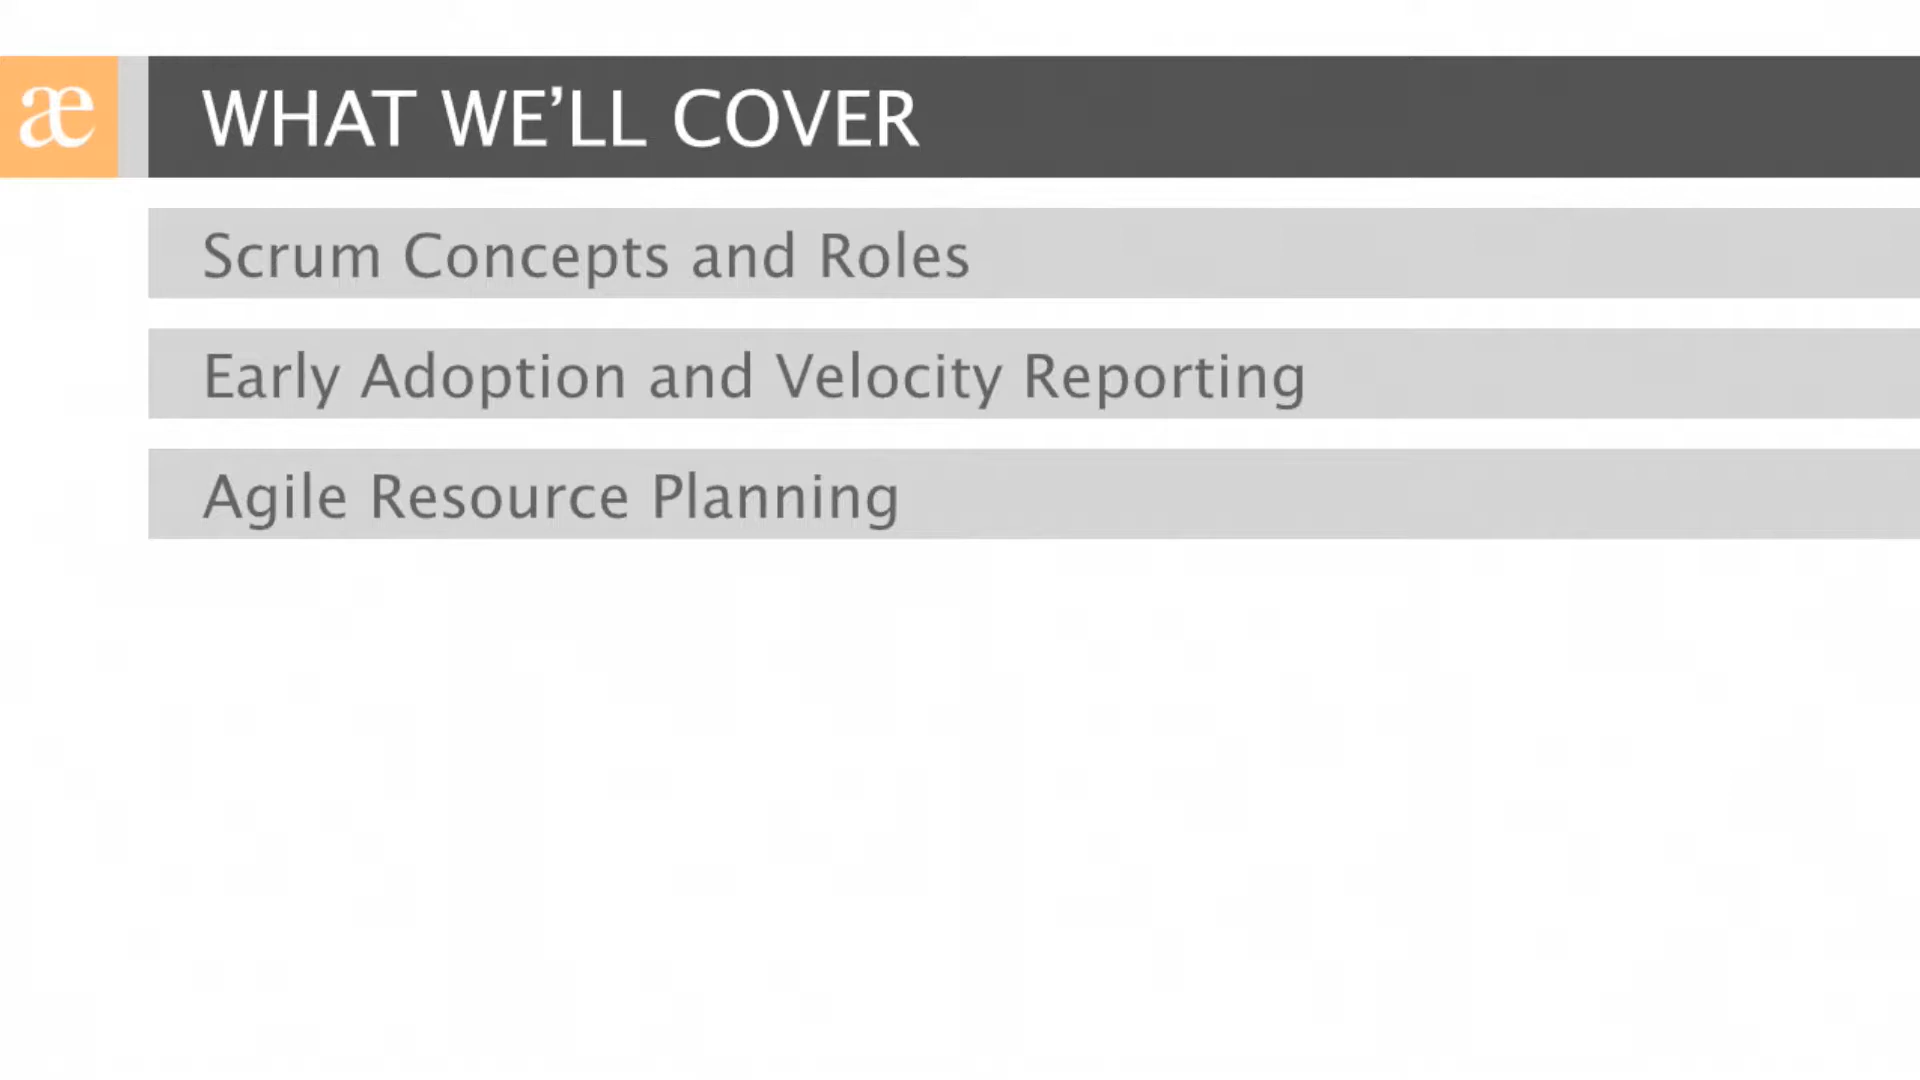 æ WHAT WE’LL COVER
Scrum Concepts and Roles
Early Adoption and Velocity Reporting
Agile Resource Planning